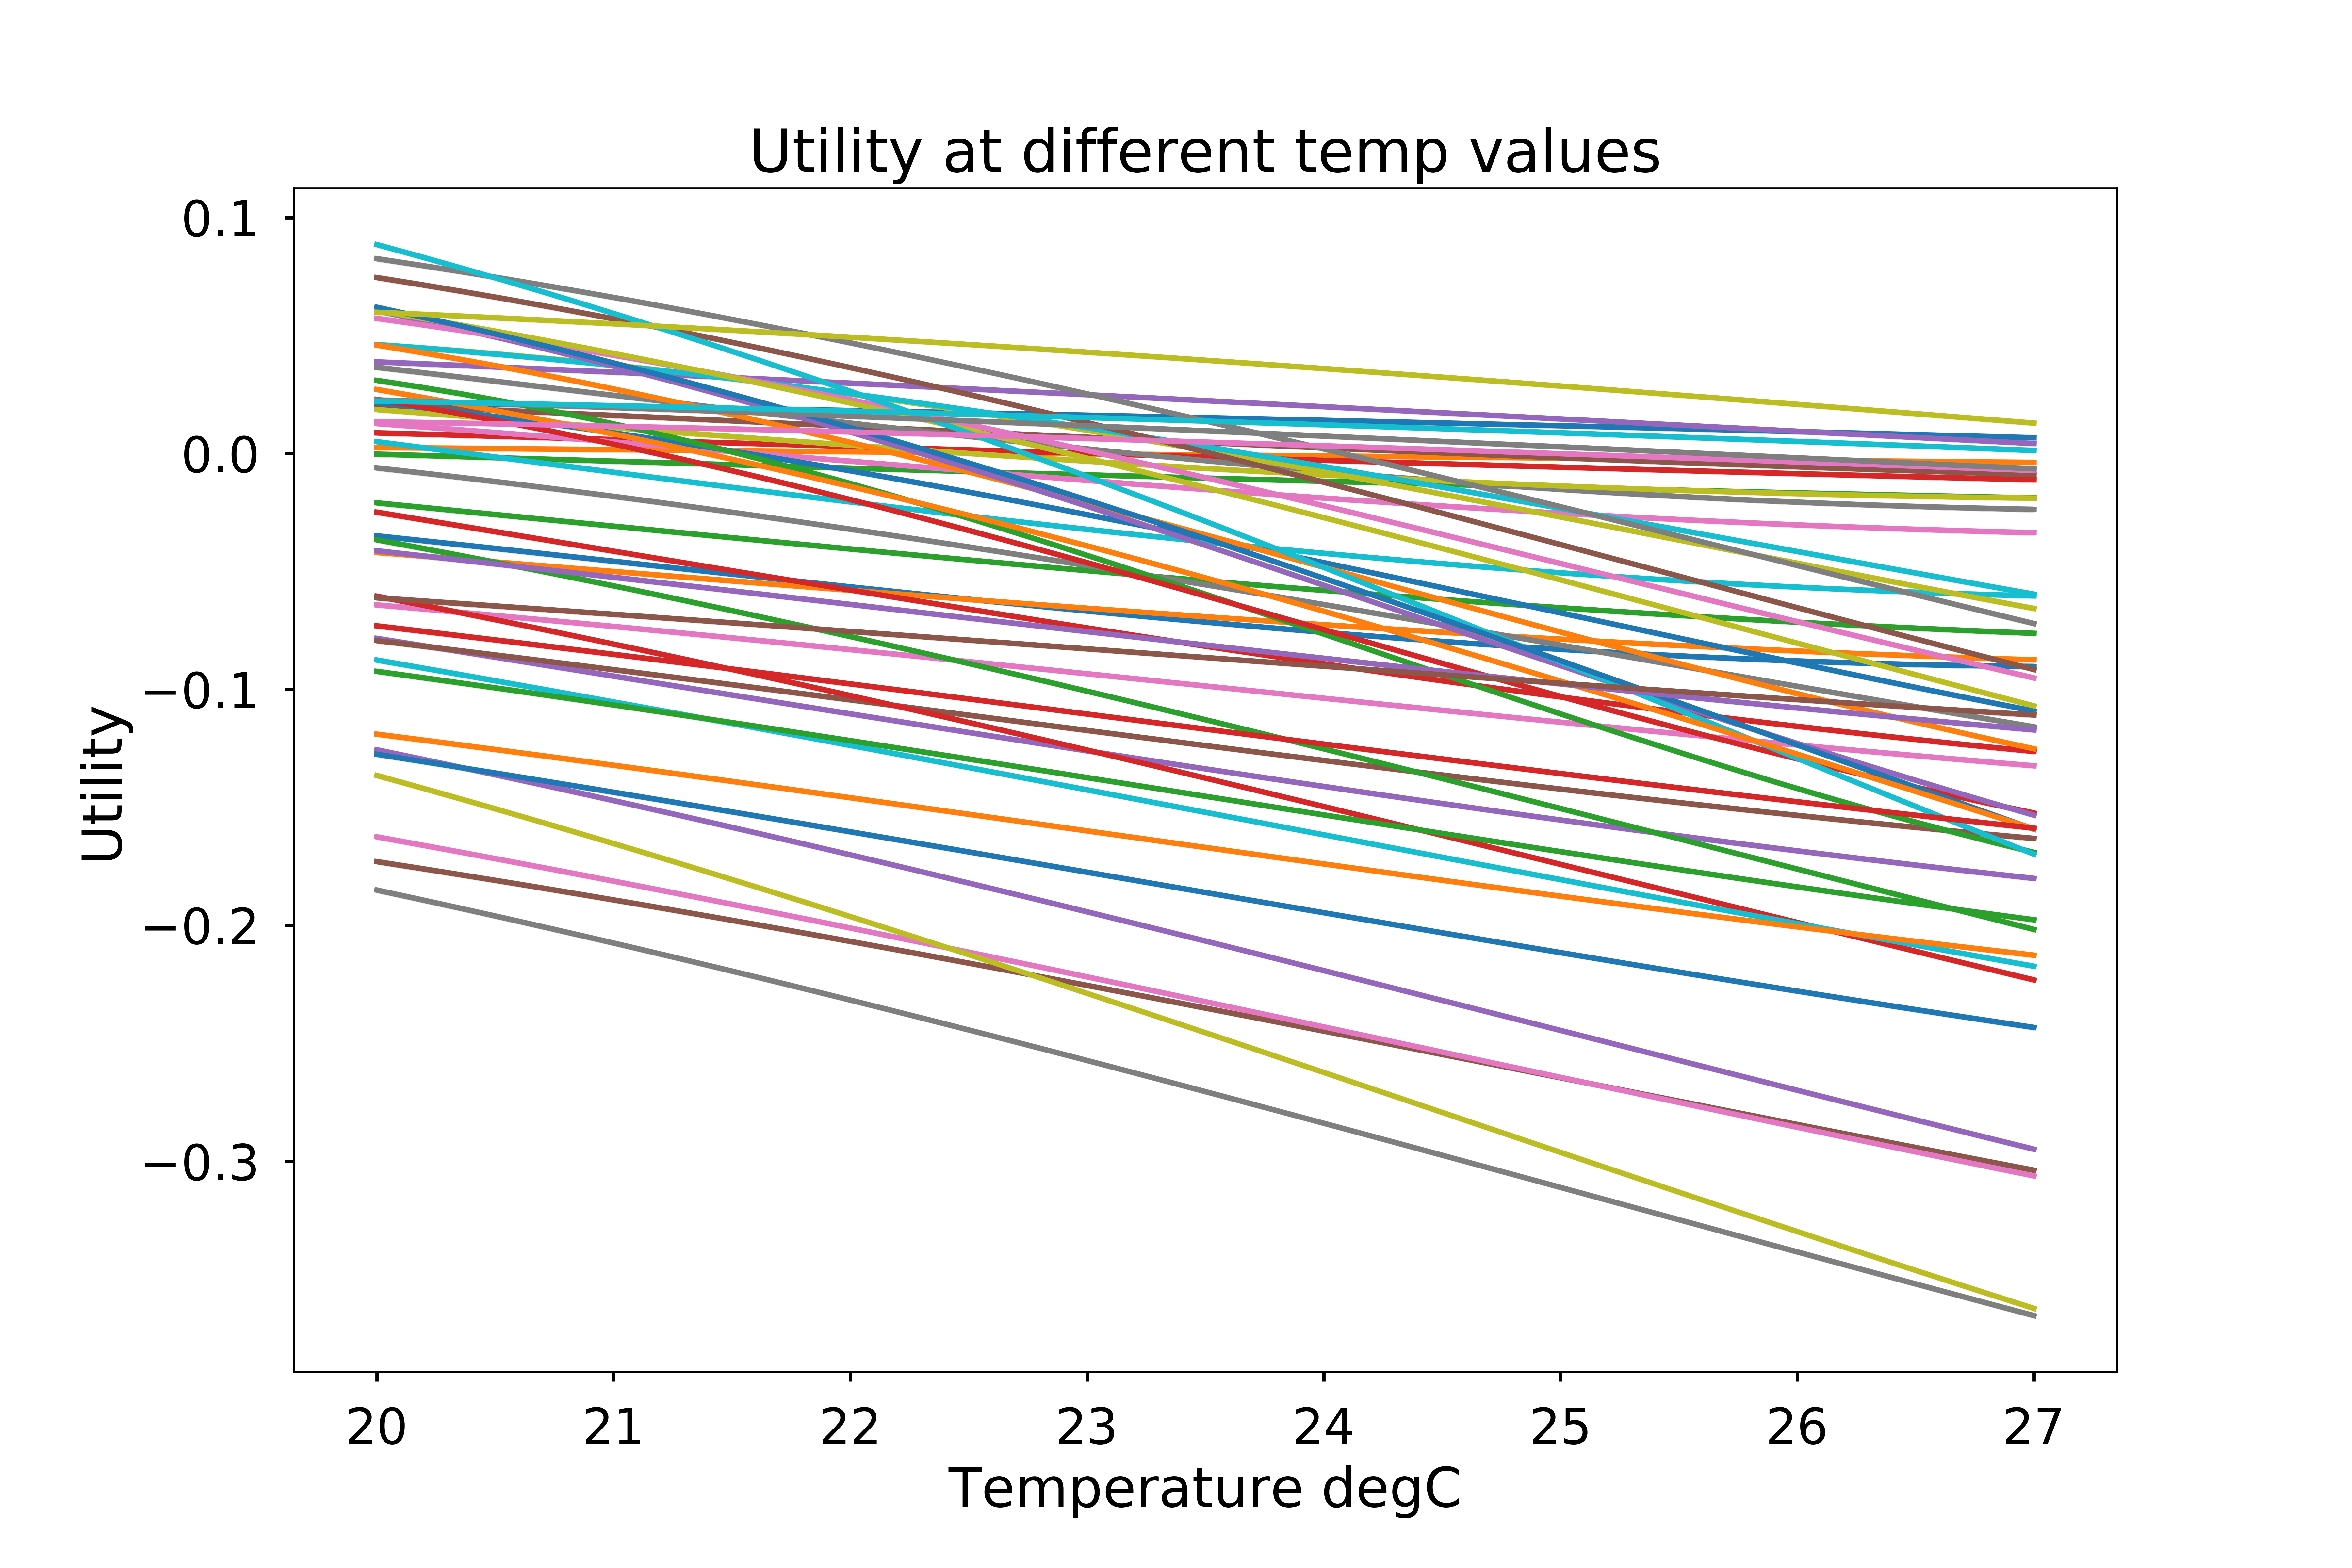 Utility at different temp values
0.1
0.0
−0.1
−0.2
−0.3
Utility
20 21 22 23 24 25 26 27
Temperature degC